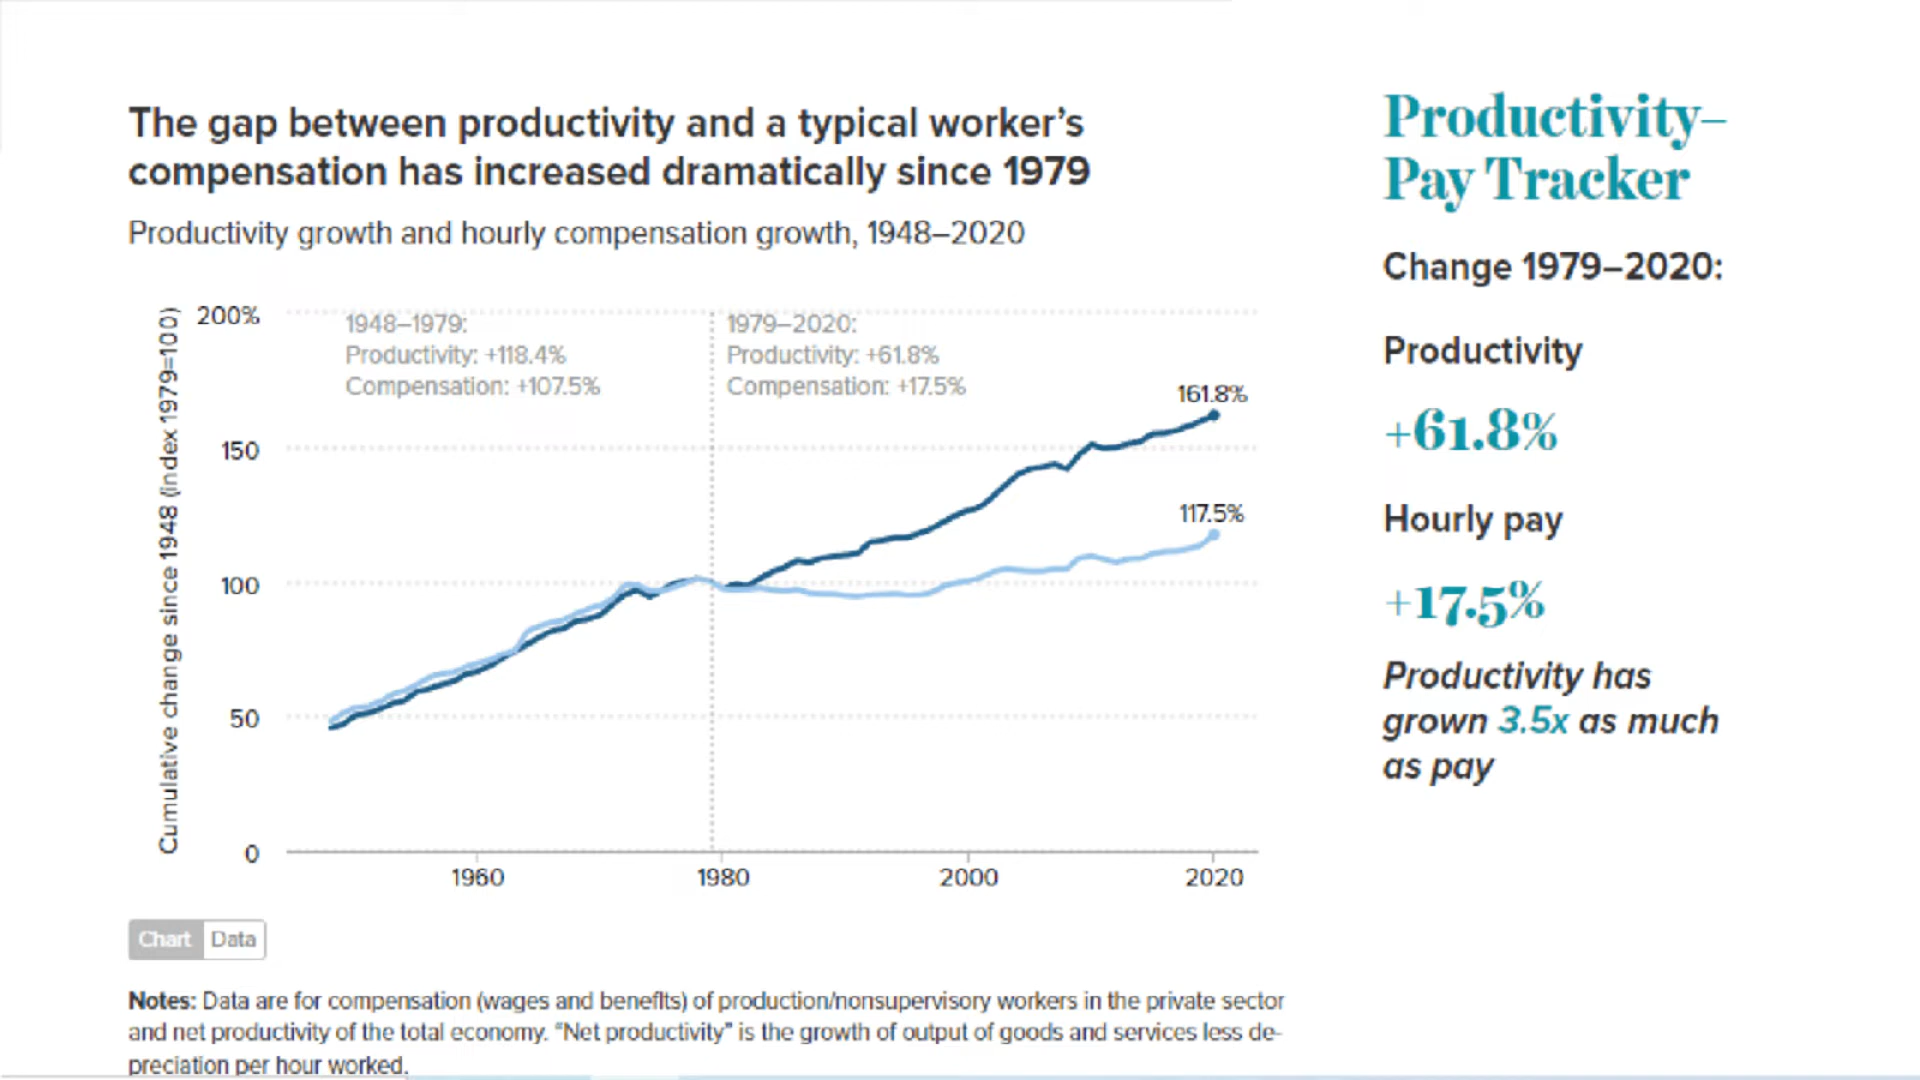 The gap between productivity and a typical worker's
compensation has increased dramatically since 1979
Productivity growth and hourly compensation growth, 1948–2020
Cumulative change since 1948 (index 1979=100)
200%
150
100
50
0
1948–1979:
Productivity: +118.4%
Compensation: +107.5%
1979–2020:
Productivity: +61.8%
Compensation: +17.5%
161.8%
117.5%
1960
1980
2000
2020
Chart
Data
Notes: Data are for compensation (wages and benefits) of production/nonsupervisory workers in the private sector
and net productivity of the total economy. “Net productivity” is the growth of output of goods and services less de-
preciation per hour worked.
Productivity–
Pay Tracker
Change 1979–2020:
Productivity
+61.8%
Hourly pay
+17.5%
Productivity has
grown 3.5x as much
as pay